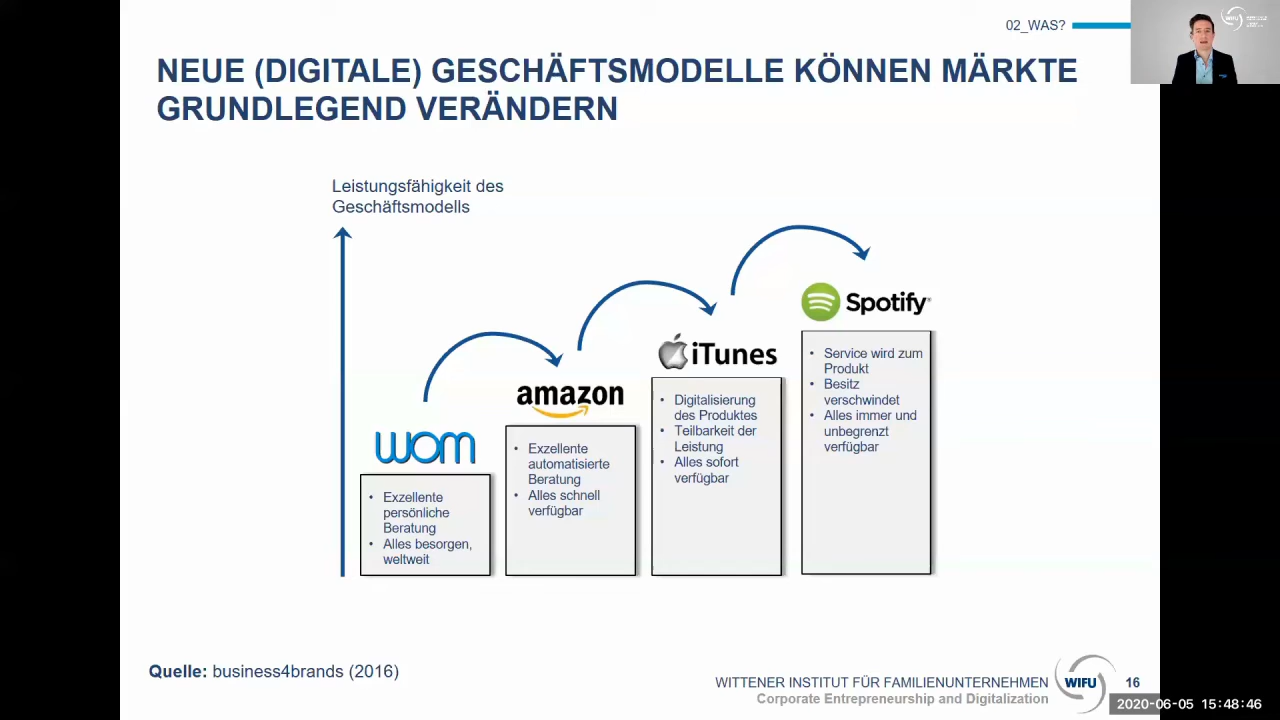 02_WAS?
WIFU
NEUE (DIGITALE) GESCHÄFTSMODELLE KÖNNEN MÄRKTE
GRUNDLEGEND VERÄNDERN
Leistungsfähigkeit des
Geschäftsmodells
wom
• Exzellente
persönliche
Beratung
• Alles besorgen,
weltweit
amazon
• Exzellente
automatisierte
Beratung
• Alles schnell
verfügbar
iTunes
• Digitalisierung
des Produktes
• Teilbarkeit der
Leistung
• Alles sofort
verfügbar
Spotify
• Service wird zum
Produkt
• Besitz
verschwindet
• Alles immer und
unbegrenzt
verfügbar
Quelle: business4brands (2016)
WITTENER INSTITUT FÜR FAMILIENUNTERNEHMEN
Corporate Entrepreneurship and Digitalization
WIFU
16
2020-06-05 15:48:46